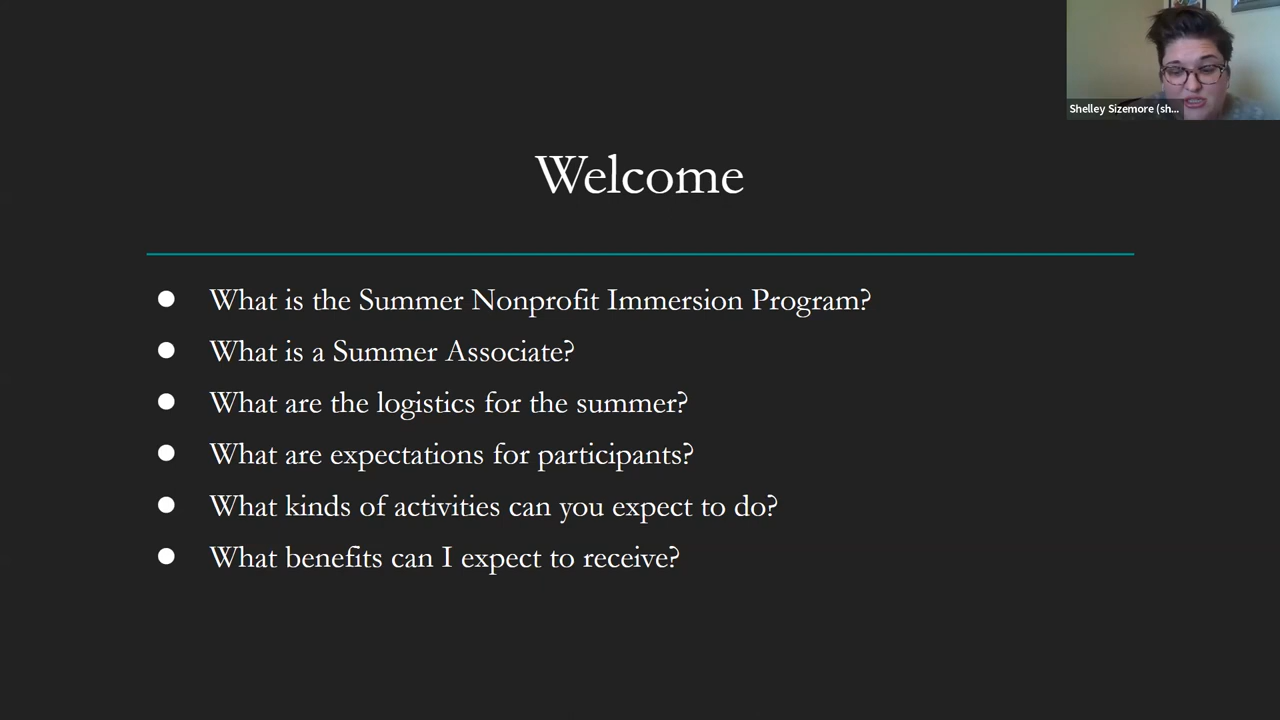 Shelley Sizemore (sh...
Welcome
● What is the Summer Nonprofit Immersion Program?
● What is a Summer Associate?
● What are the logistics for the summer?
● What are expectations for participants?
● What kinds of activities can you expect to do?
● What benefits can I expect to receive?